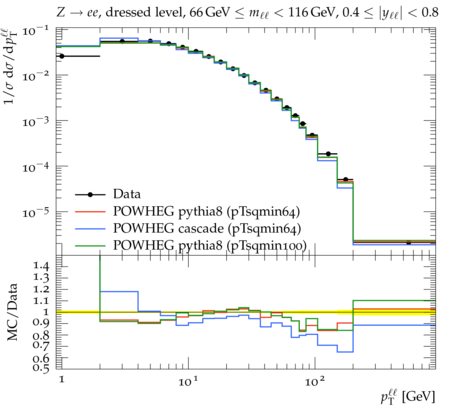 Z → ee, dressed level, 66 GeV ≤ mℓℓ < 116 GeV, 0.4 ≤ |yℓℓ| < 0.8
1/σ dσ/dpTℓℓ
10⁻¹
10⁻²
10⁻³
10⁻⁴
10⁻⁵
Data
POWHEG pythia8 (pTsqmin64)
POWHEG cascade (pTsqmin64)
POWHEG pythia8 (pTsqmin100)
MC/Data
1.4
1.3
1.2
1.1
1
0.9
0.8
0.7
0.6
0.5
1
10¹
10²
pTℓℓ [GeV]